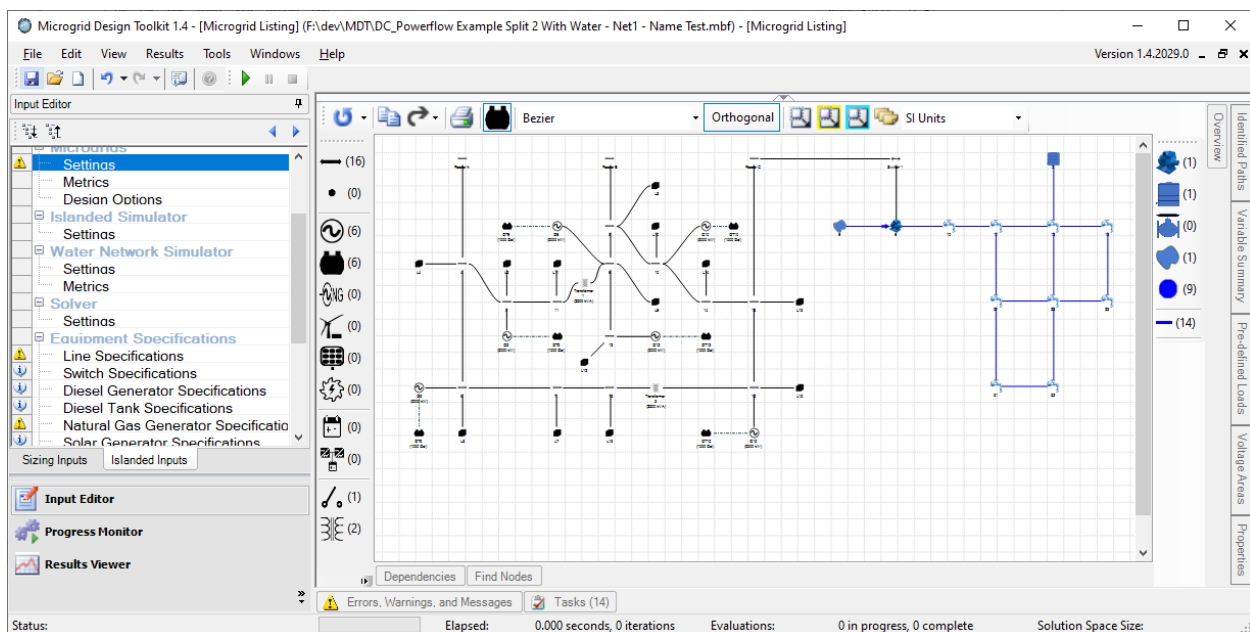 Microgrid Design Toolkit 1.4 - [Microgrid Listing] (F:\dev\MDT\DC_Powerflow Example Split 2 With Water - Net1 - Name Test.mbf) - [Microgrid Listing]
File Edit View Results Tools Windows Help
Version 1.4.2029.0
Input Editor
Microgrids
Settings
Metrics
Design Options
Islanded Simulator
Settings
Water Network Simulator
Settings
Metrics
Solver
Settings
Equipment Specifications
Line Specifications
Switch Specifications
Diesel Generator Specifications
Diesel Tank Specifications
Natural Gas Generator Specificatio
Solar Generator Specifications
Sizing Inputs
Islanded Inputs
Input Editor
Progress Monitor
Results Viewer
Bezier
Orthogonal
SI Units
(16)
(0)
(6)
(6)
NG (0)
(0)
(0)
(0)
(0)
(0)
(1)
(2)
(1)
(1)
(0)
(1)
(9)
(14)
Overview
Identified Paths
Variable Summary
Pre-defined Loads
Voltage Areas
Properties
Dependencies
Find Nodes
Errors, Warnings, and Messages
Tasks (14)
Status:
Elapsed:
0.000 seconds, 0 iterations
Evaluations:
0 in progress, 0 complete
Solution Space Size: